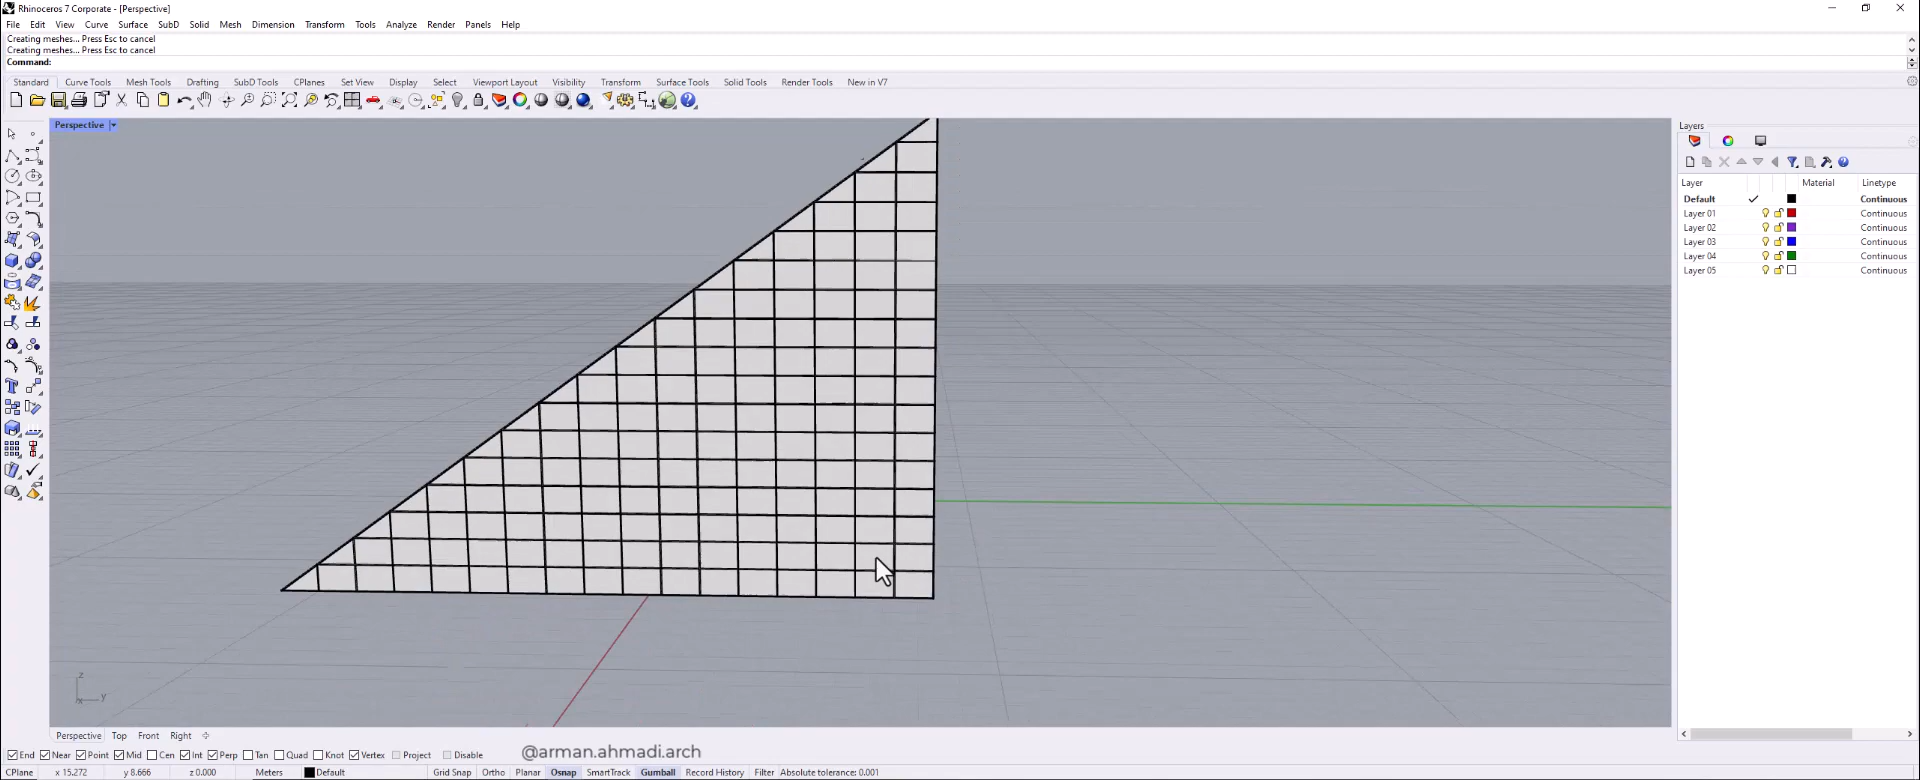 Rhinoceros 7 Corporate - [Perspective]
File Edit View Curve Surface SubD Solid Mesh Dimension Transform Tools Analyze Render Panels Help
Creating meshes... Press Esc to cancel
Creating meshes... Press Esc to cancel
Command:
Standard Curve Tools Mesh Tools Drafting SubD Tools CPlanes Set View Display Select Viewport Layout Visibility Transform Surface Tools Solid Tools Render Tools New in V7
Perspective
Layers
Layer Material Linetype
Default Continuous
Layer 01 Continuous
Layer 02 Continuous
Layer 03 Continuous
Layer 04 Continuous
Layer 05 Continuous
z
x y
Perspective Top Front Right
End Near Point Mid Cen Int Perp Tan Quad Knot Vertex Project Disable
@arman.ahmadi.arch
CPlane x 15.272 y 8.666 z 0.000 Meters Default Grid Snap Ortho Planar Osnap SmartTrack Gumball Record History Filter Absolute tolerance: 0.001